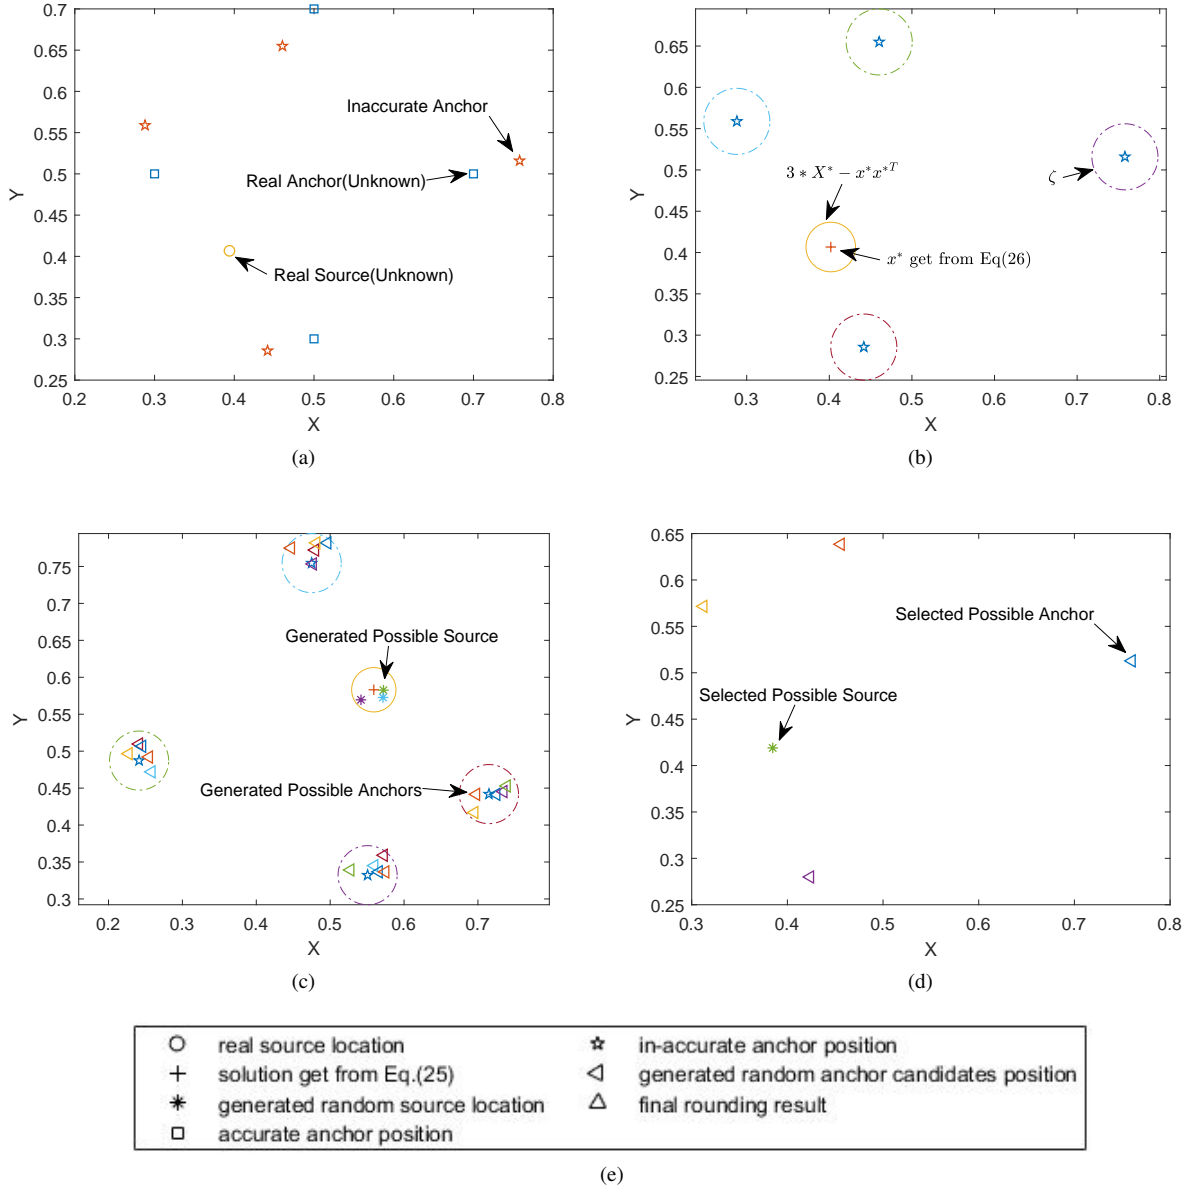 0.7
0.65
0.6
0.55
0.5
0.45
0.4
0.35
0.3
0.25
Y
Inaccurate Anchor
Real Anchor(Unknown)
Real Source(Unknown)
0.2 0.3 0.4 0.5 0.6 0.7 0.8
X
(a)
0.65
0.6
0.55
0.5
0.45
0.4
0.35
0.3
0.25
Y
3 ∗ X* − x*x*T
ζ
x* get from Eq(26)
0.3 0.4 0.5 0.6 0.7 0.8
X
(b)
0.75
0.7
0.65
0.6
0.55
0.5
0.45
0.4
0.35
0.3
Y
Generated Possible Source
Generated Possible Anchors
0.2 0.3 0.4 0.5 0.6 0.7
X
(c)
0.65
0.6
0.55
0.5
0.45
0.4
0.35
0.3
0.25
Y
Selected Possible Anchor
Selected Possible Source
0.3 0.4 0.5 0.6 0.7 0.8
X
(d)
real source location
solution get from Eq.(25)
generated random source location
accurate anchor position
in-accurate anchor position
generated random anchor candidates position
final rounding result
(e)